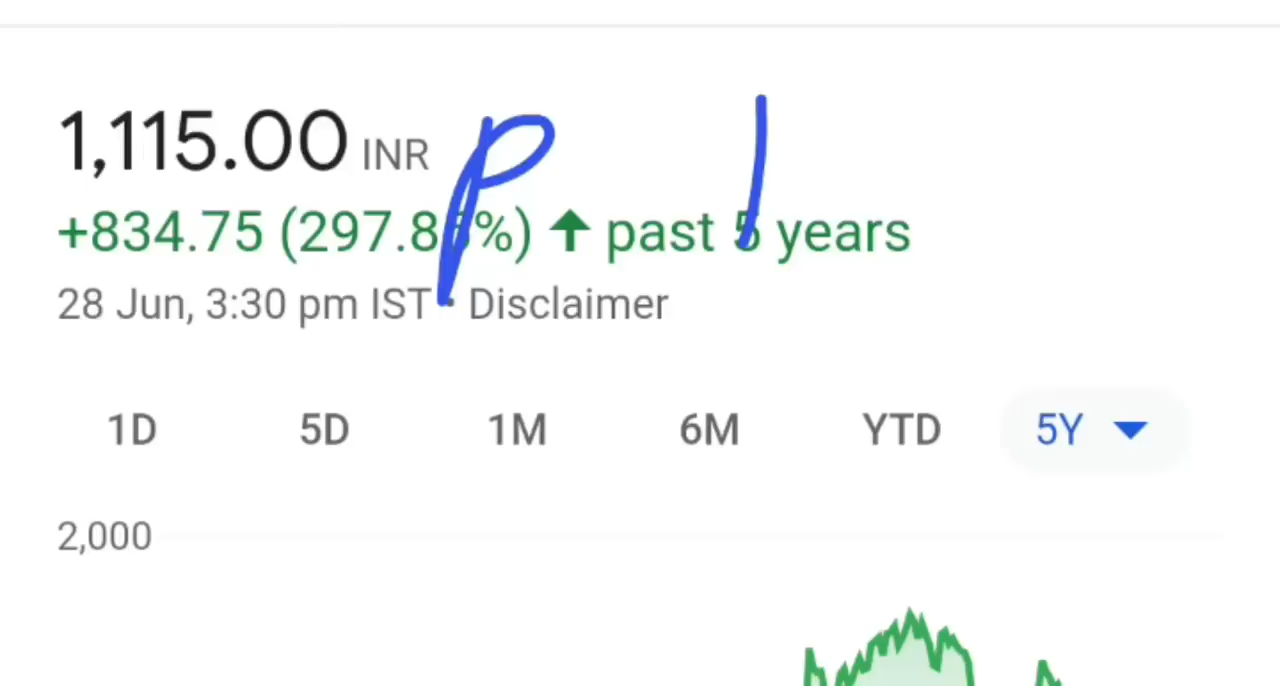 1,115.00 INR
+834.75 (297.8 %) ↑ past 5 years
28 Jun, 3:30 pm IST · Disclaimer
1D 5D 1M 6M YTD 5Y
2,000